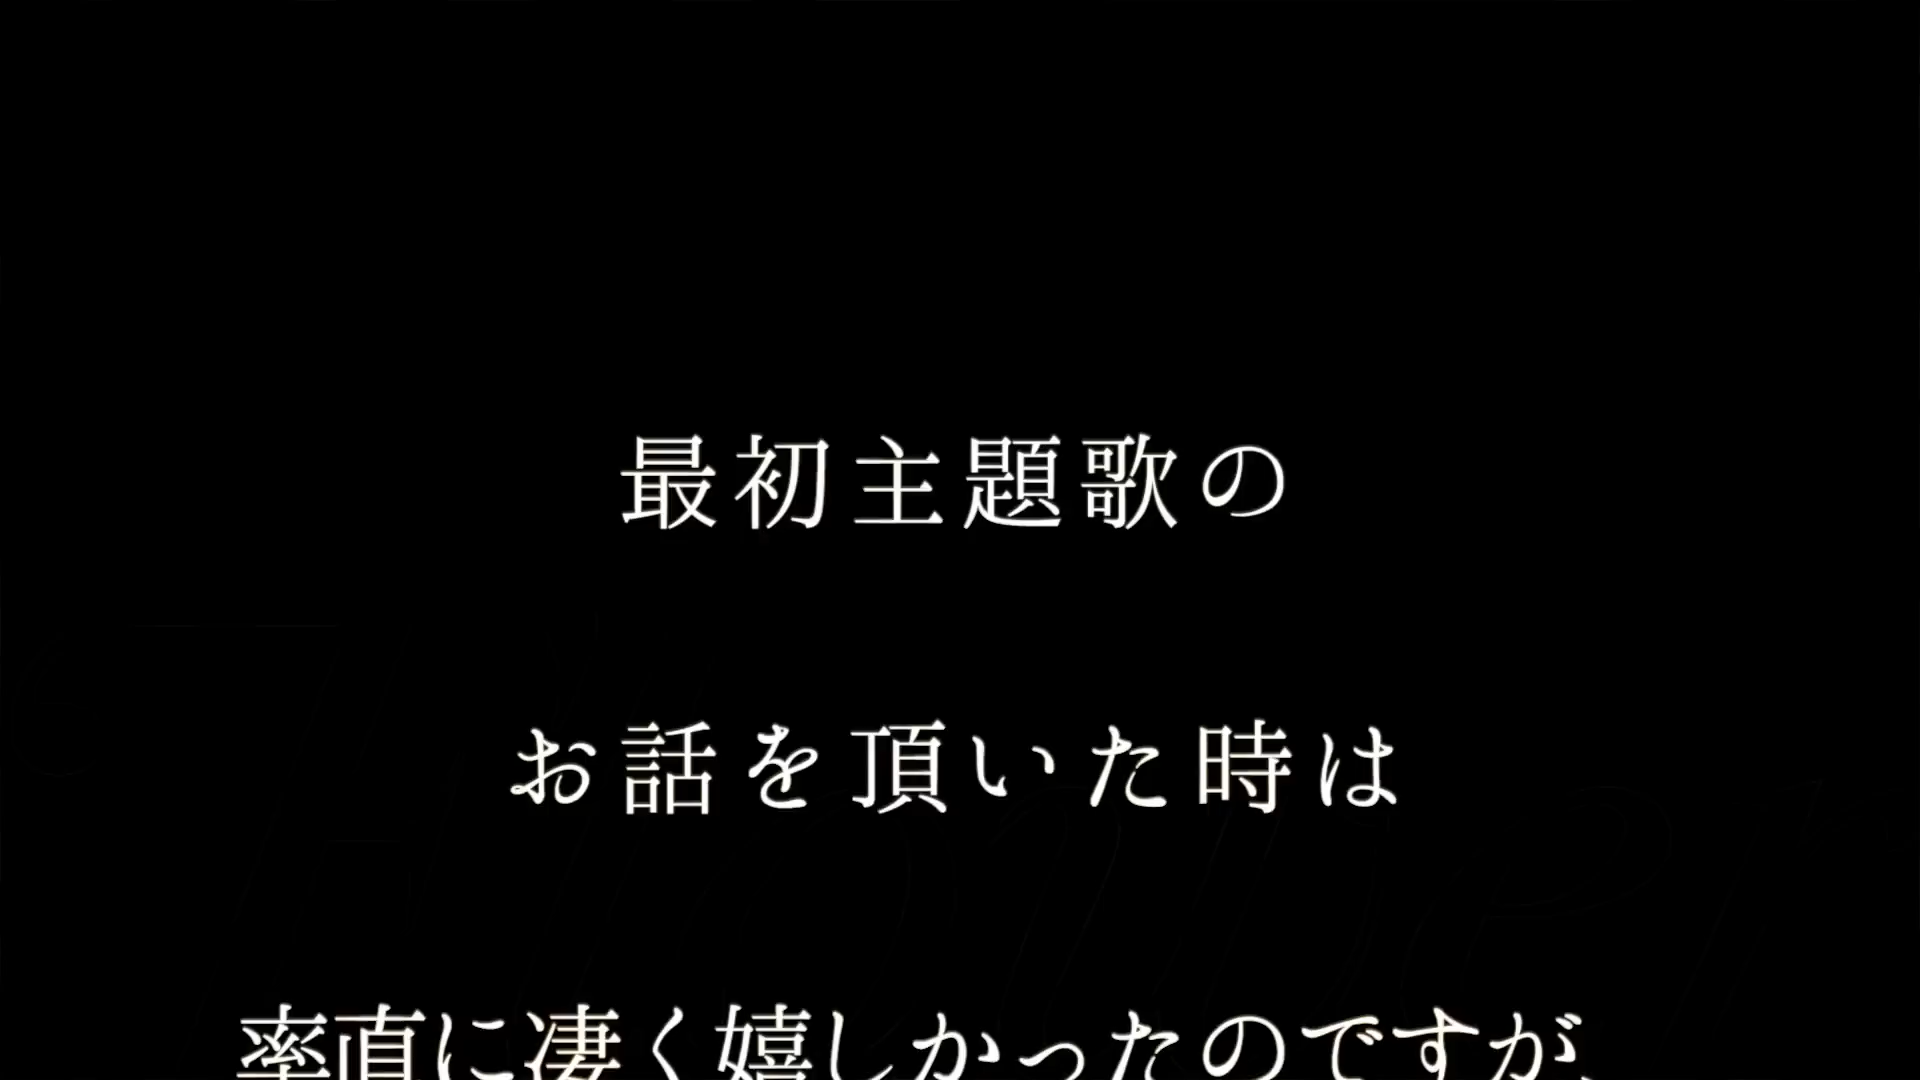 最初主題歌の
お話を頂いた時は
率直に凄く嬉しかったのですが、